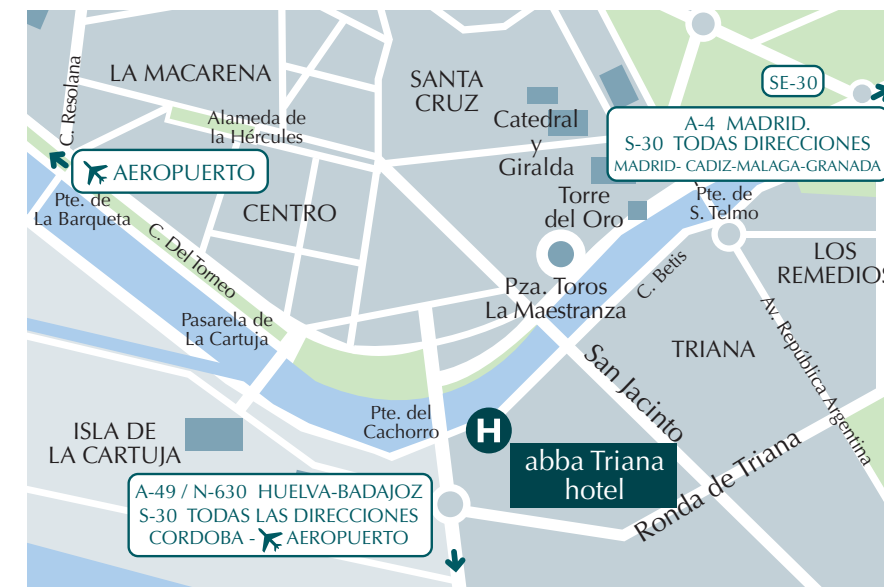 C. Resolana
LA MACARENA
SANTA
CRUZ
SE-30
Alameda de
la Hércules
Catedral
y
Giralda
A-4 MADRID.
S-30 TODAS DIRECCIONES
MADRID- CADIZ-MALAGA-GRANADA
AEROPUERTO
Pte. de
La Barqueta
CENTRO
Torre
del Oro
Pte. de
S. Telmo
C. Del Torneo
LOS
REMEDIOS
C. Betis
Pza. Toros
La Maestranza
Pasarela de
La Cartuja
Av. República Argentina
San Jacinto
TRIANA
Pte. del
Cachorro
ISLA DE
LA CARTUJA
H
abba Triana
hotel
Ronda de Triana
A-49 / N-630 HUELVA-BADAJOZ
S-30 TODAS LAS DIRECCIONES
CORDOBA - AEROPUERTO